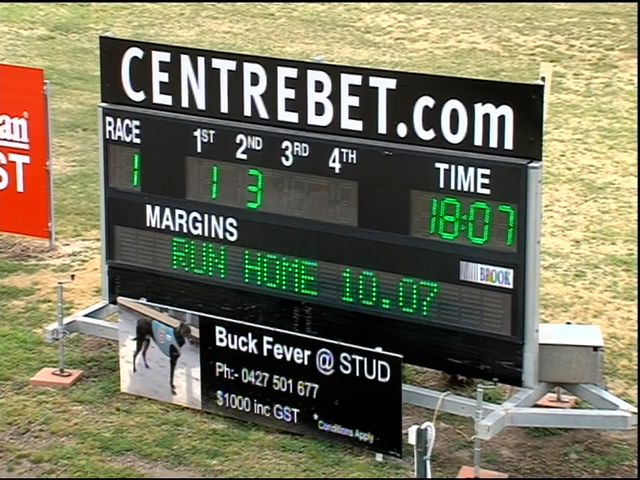 CENTREBET.com
RACE 1ST 2ND 3RD 4TH TIME
1 1 3 18:07
MARGINS
RUN HOME 10.07
BROOK
an
ST
Buck Fever @ STUD
Ph:- 0427 501 677
$1000 inc GST
*Conditions Apply